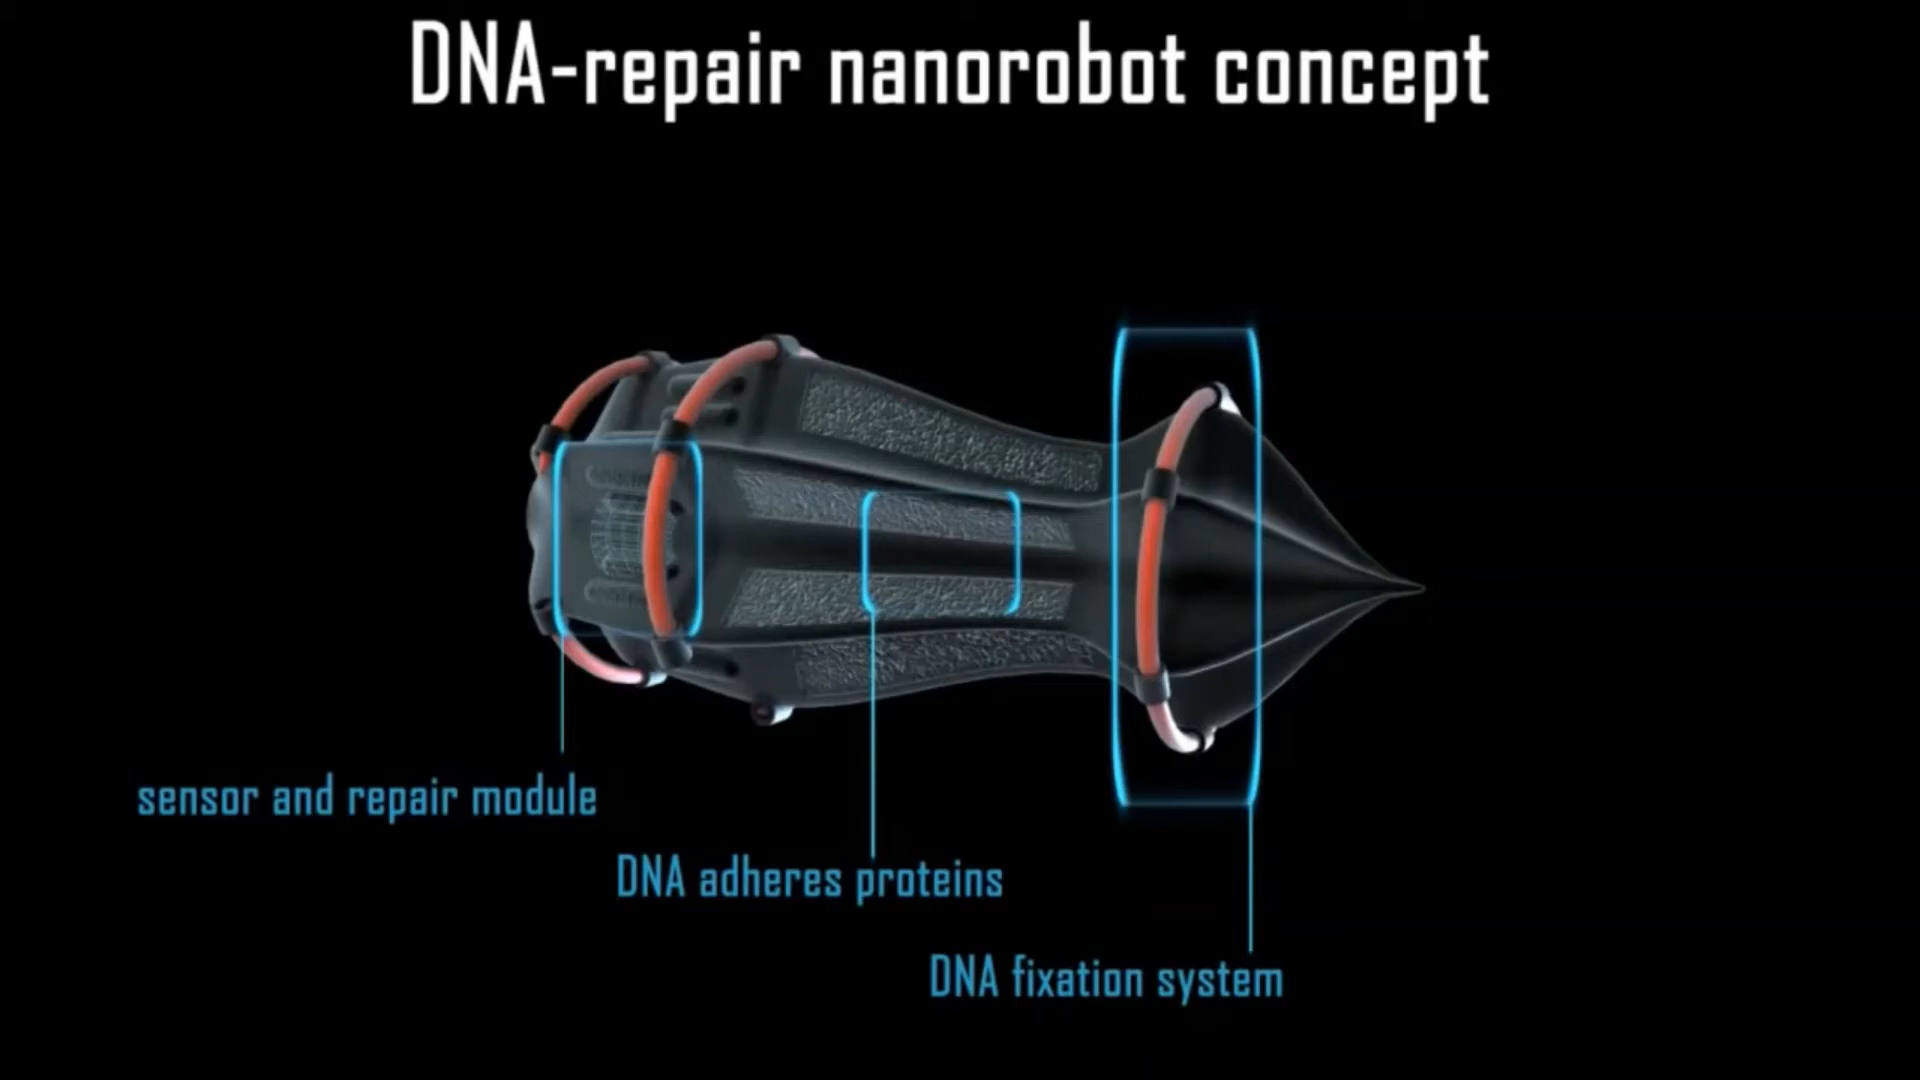 DNA-repair nanorobot concept
sensor and repair module
DNA adheres proteins
DNA fixation system